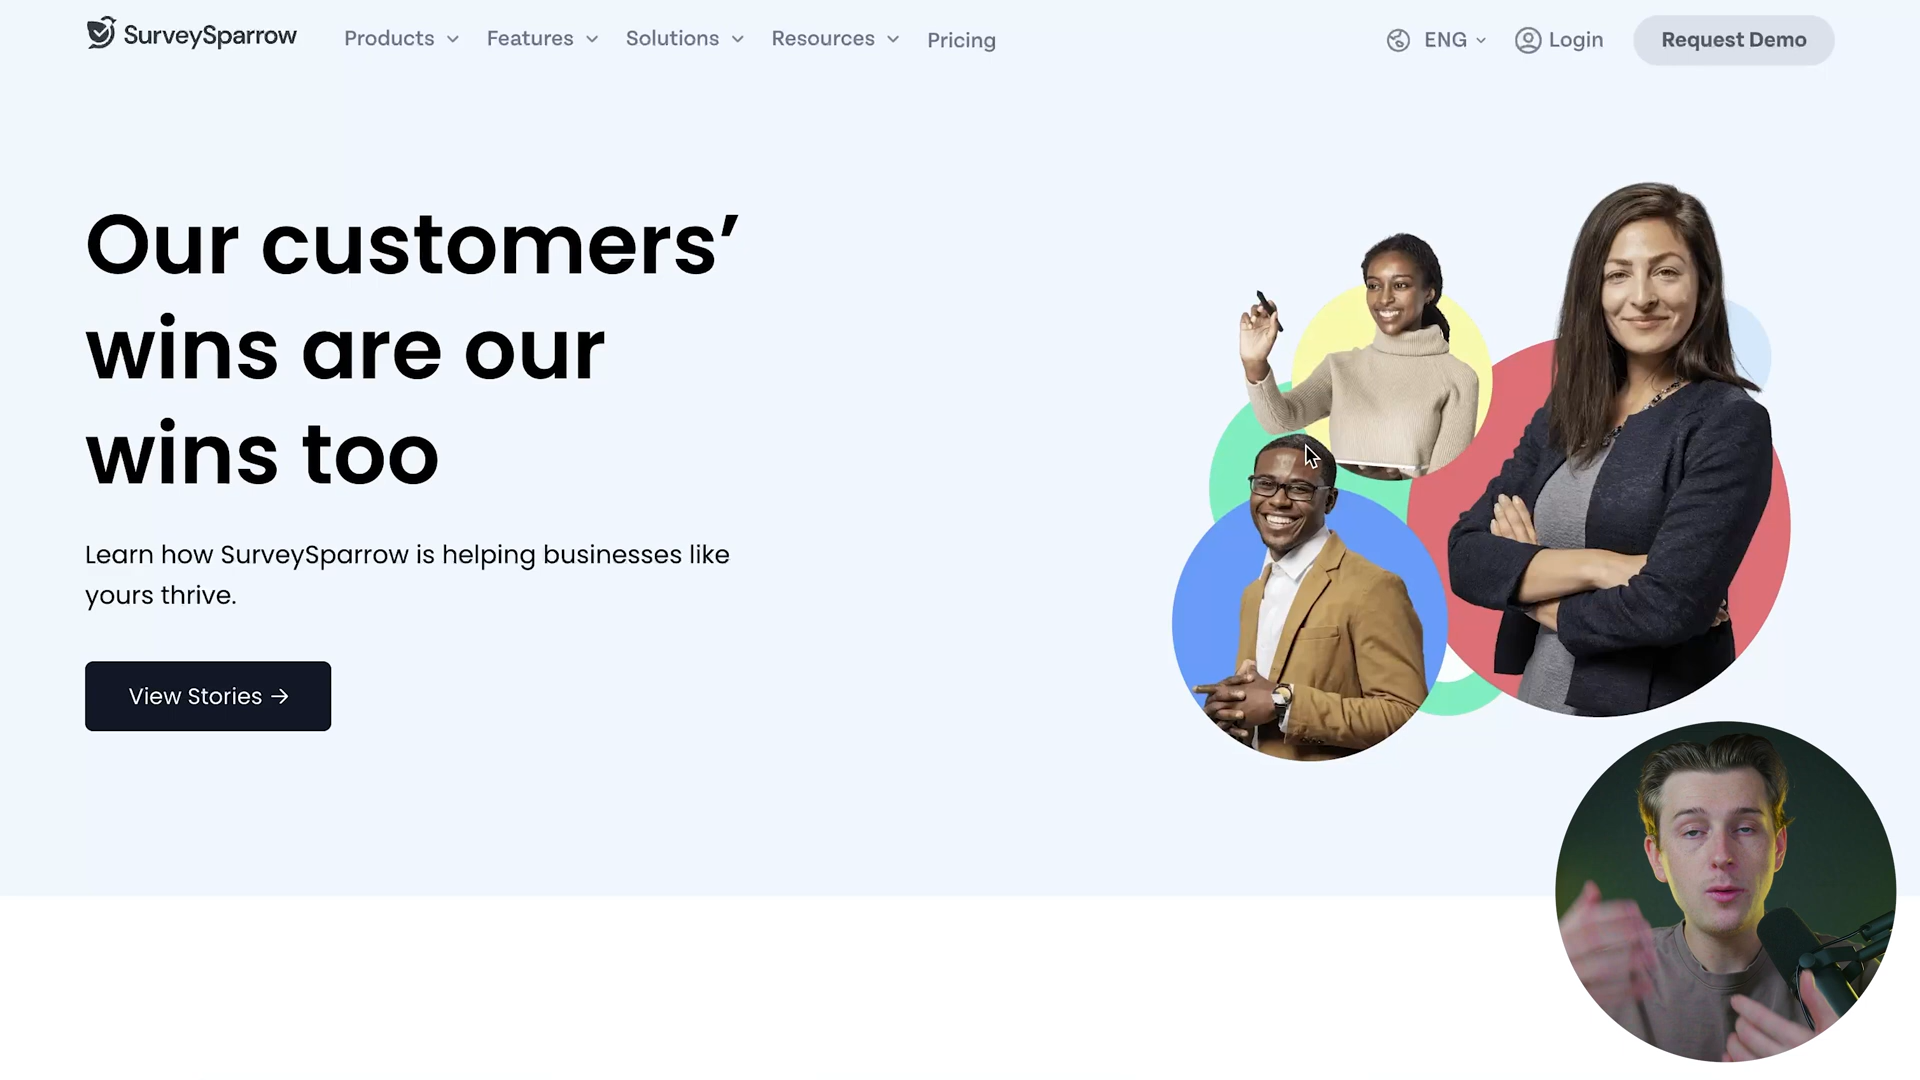 SurveySparrow Products Features Solutions Resources Pricing ENG Login Request Demo
Our customers’
wins are our
wins too
Learn how SurveySparrow is helping businesses like
yours thrive.
View Stories →